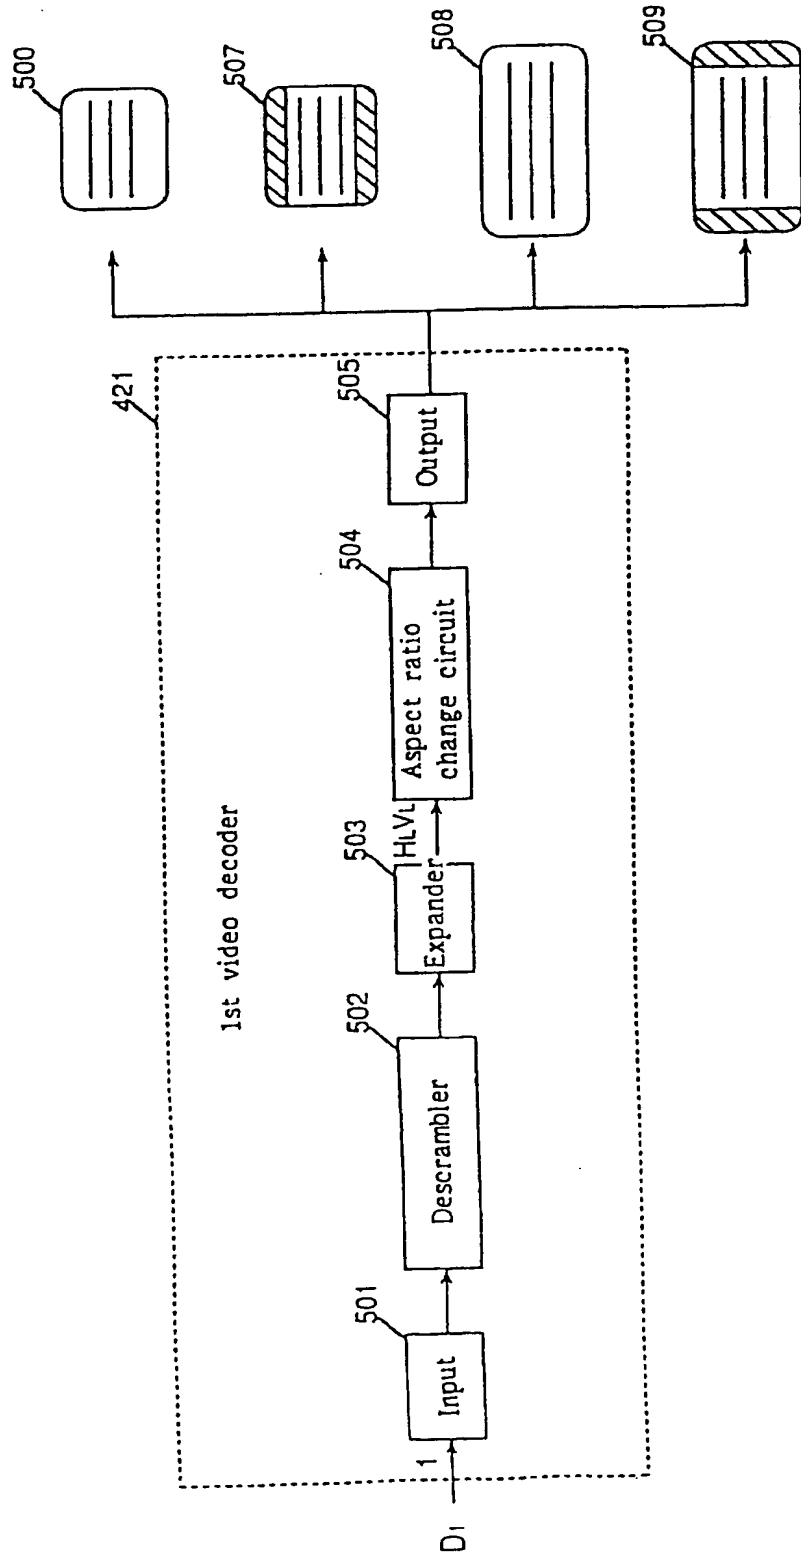 421
1st video decoder
D1
1
501
Input
502
Descrambler
503
Expander
HLVL
504
Aspect ratio
change circuit
505
Output
500
507
508
509